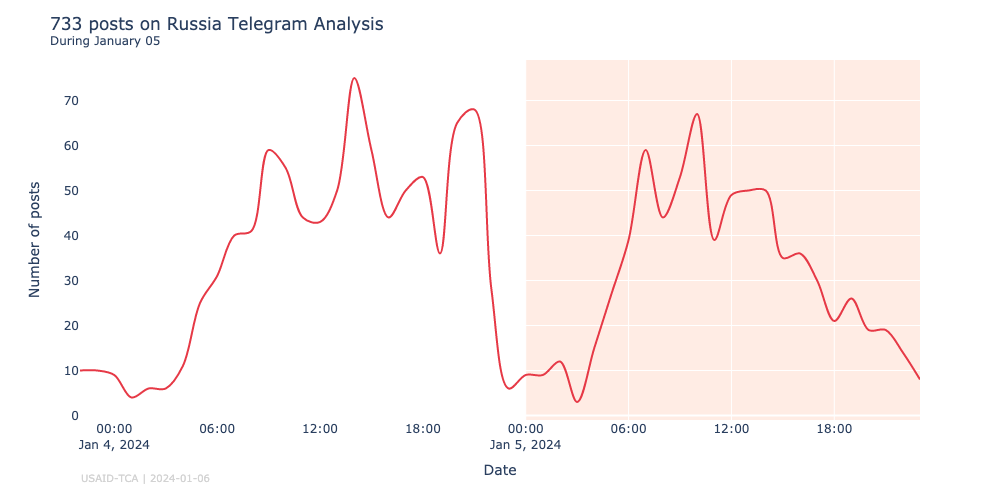 733 posts on Russia Telegram Analysis
During January 05
Number of posts
70
60
50
40
30
20
10
0
00:00 06:00 12:00 18:00 00:00 06:00 12:00 18:00
Jan 4, 2024 Jan 5, 2024
Date
USAID-TCA | 2024-01-06